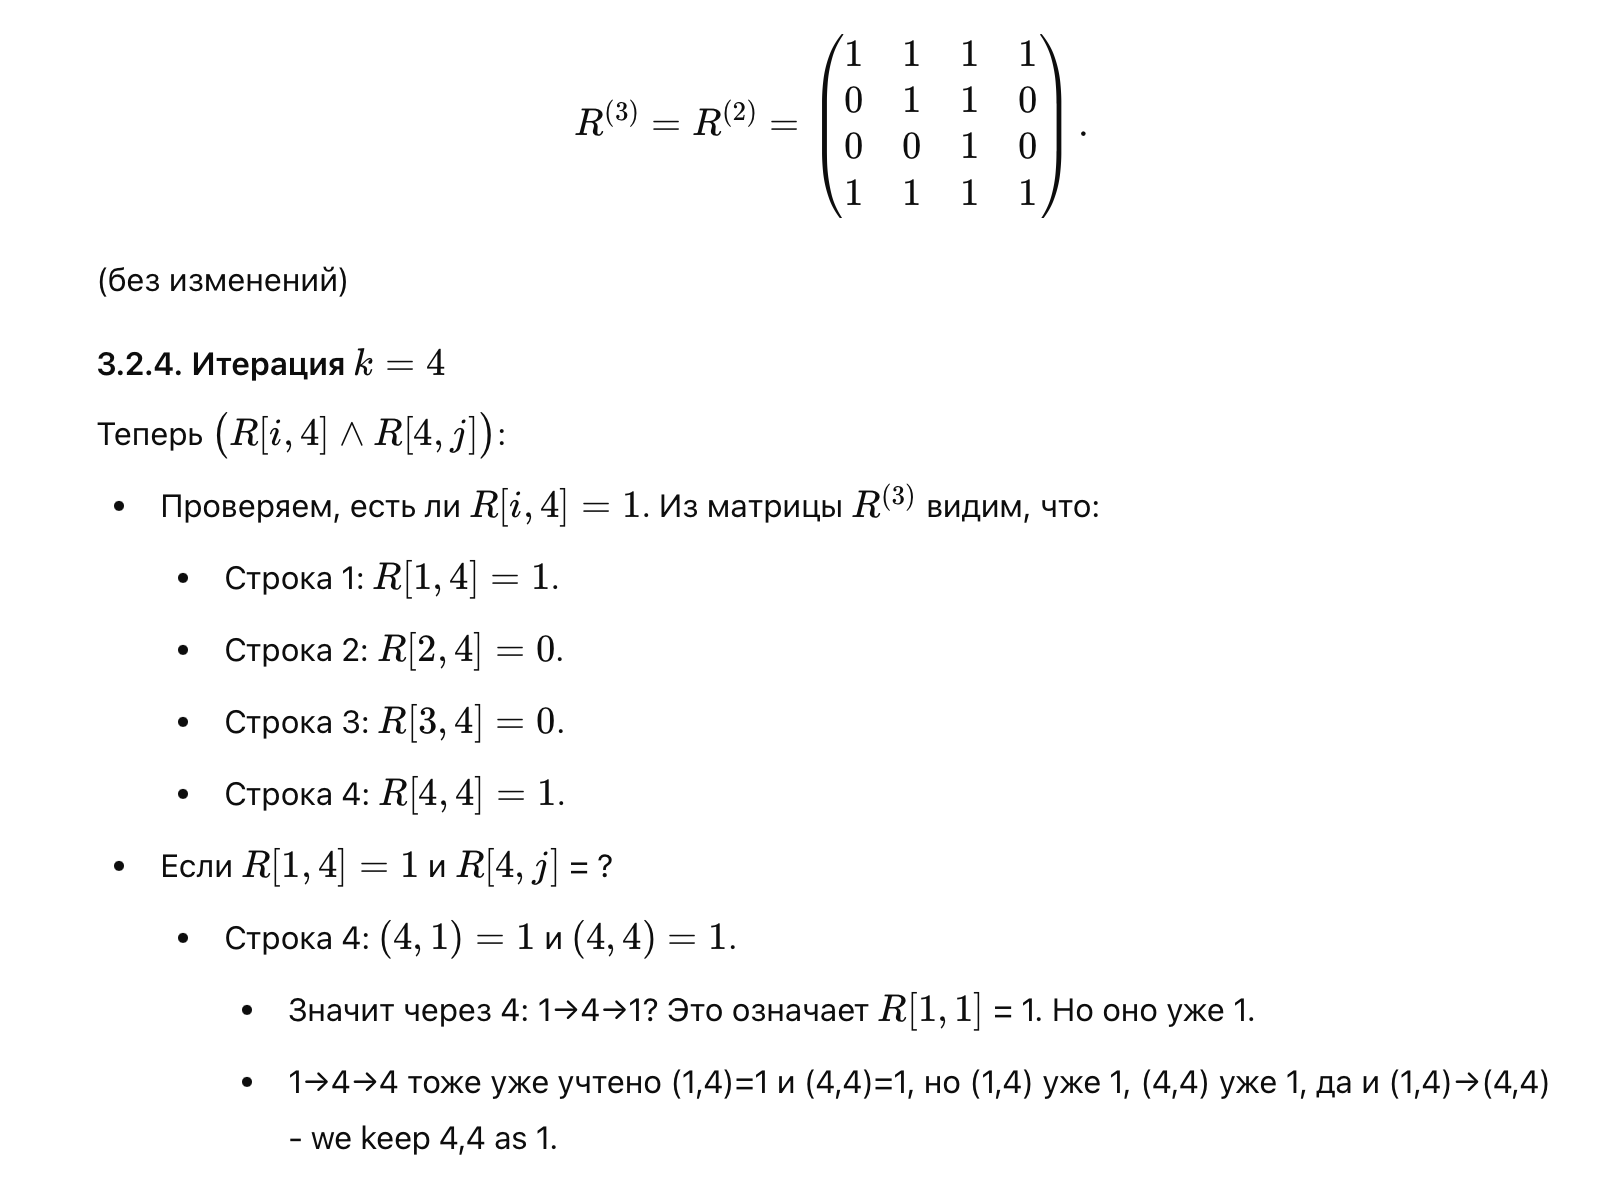 1 1 1 1
0 1 1 0
R^(3) = R^(2) =
0 0 1 0
1 1 1 1
.
(без изменений)
3.2.4. Итерация k = 4
Теперь (R[i, 4] ∧ R[4, j]):
• Проверяем, есть ли R[i, 4] = 1. Из матрицы R^(3) видим, что:
• Строка 1: R[1, 4] = 1.
• Строка 2: R[2, 4] = 0.
• Строка 3: R[3, 4] = 0.
• Строка 4: R[4, 4] = 1.
• Если R[1, 4] = 1 и R[4, j] = ?
• Строка 4: (4, 1) = 1 и (4, 4) = 1.
• Значит через 4: 1→4→1? Это означает R[1, 1] = 1. Но оно уже 1.
• 1→4→4 тоже уже учтено (1,4)=1 и (4,4)=1, но (1,4) уже 1, (4,4) уже 1, да и (1,4)→(4,4)
- we keep 4,4 as 1.